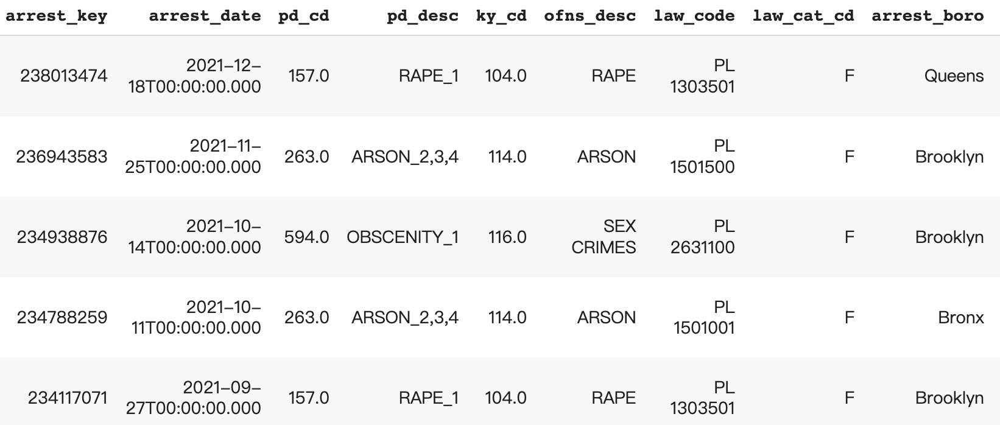 arrest_key arrest_date pd_cd pd_desc ky_cd ofns_desc law_code law_cat_cd arrest_boro
238013474 2021-12-18T00:00:00.000 157.0 RAPE_1 104.0 RAPE PL 1303501 F Queens
236943583 2021-11-25T00:00:00.000 263.0 ARSON_2,3,4 114.0 ARSON PL 1501500 F Brooklyn
234938876 2021-10-14T00:00:00.000 594.0 OBSCENITY_1 116.0 SEX CRIMES PL 2631100 F Brooklyn
234788259 2021-10-11T00:00:00.000 263.0 ARSON_2,3,4 114.0 ARSON PL 1501001 F Bronx
234117071 2021-09-27T00:00:00.000 157.0 RAPE_1 104.0 RAPE PL 1303501 F Brooklyn